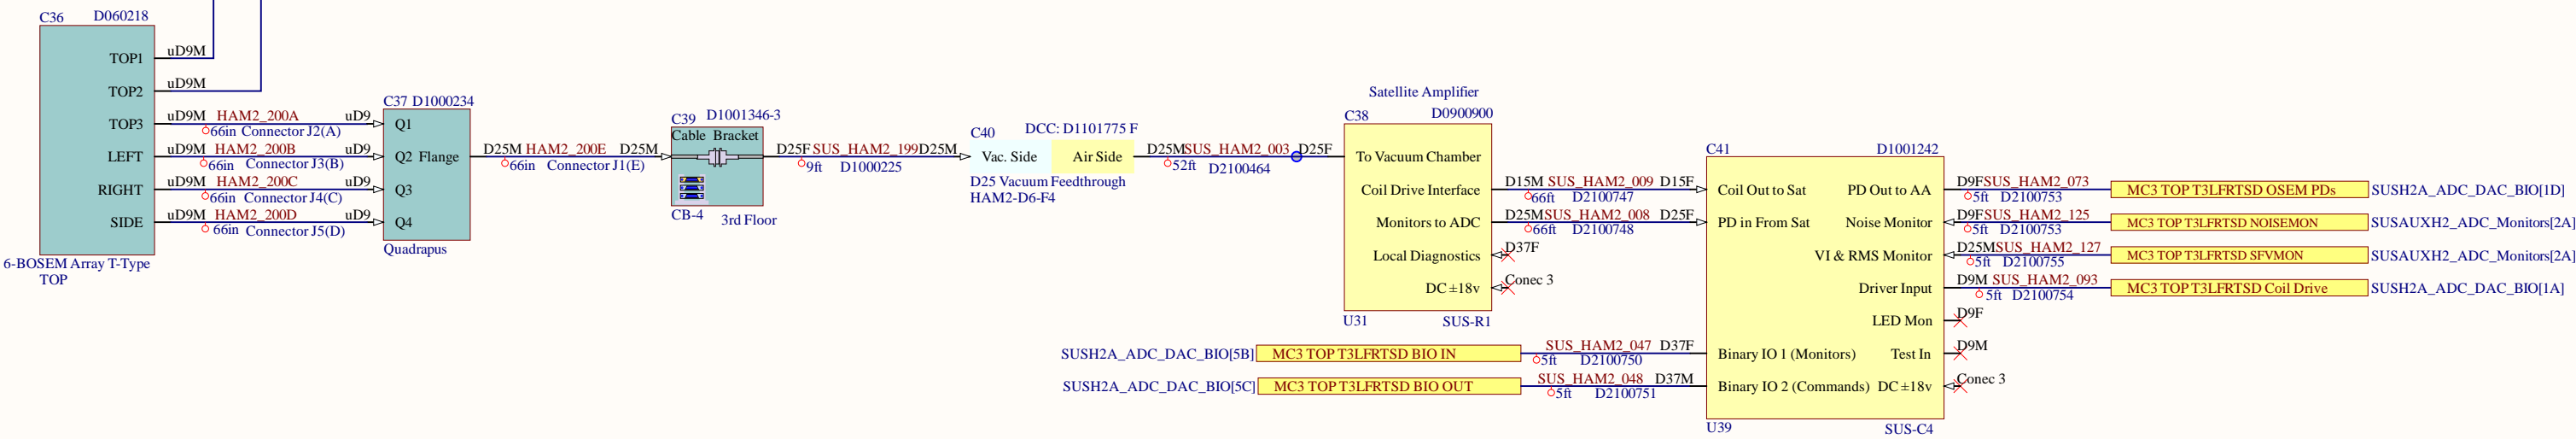 C36 D060218
TOP1 uD9M
TOP2 uD9M
TOP3 uD9M HAM2_200A uD9
66in Connector J2(A)
LEFT uD9M HAM2_200B uD9
66in Connector J3(B)
RIGHT uD9M HAM2_200C uD9
66in Connector J4(C)
SIDE uD9M HAM2_200D uD9
66in Connector J5(D)
6-BOSEM Array T-Type
TOP
C37 D1000234
Q1
Q2 Flange
Q3
Q4
Quadrapus
D25M HAM2_200E D25M
66in Connector J1(E)
C39 D1001346-3
Cable Bracket
CB-4 3rd Floor
D25F SUS_HAM2_199 D25M
9ft D1000225
C40 DCC: D1101775 F
Vac. Side Air Side
D25 Vacuum Feedthrough
HAM2-D6-F4
D25M SUS_HAM2_003 D25F
52ft D2100464
Satellite Amplifier
C38 D0900900
To Vacuum Chamber
Coil Drive Interface
Monitors to ADC
Local Diagnostics
DC ±18v
U31 SUS-R1
D15M SUS_HAM2_009 D15F
66ft D2100747
D25M SUS_HAM2_008 D25F
66ft D2100748
D37F
Conec 3
SUSH2A_ADC_DAC_BIO[5B] MC3 TOP T3LFRTSD BIO IN SUS_HAM2_047 D37F
5ft D2100750
SUSH2A_ADC_DAC_BIO[5C] MC3 TOP T3LFRTSD BIO OUT SUS_HAM2_048 D37M
5ft D2100751
C41 D1001242
Coil Out to Sat PD Out to AA
PD in From Sat Noise Monitor
VI & RMS Monitor
Driver Input
LED Mon
Binary IO 1 (Monitors) Test In
Binary IO 2 (Commands) DC ±18v
U39 SUS-C4
D9F SUS_HAM2_073 MC3 TOP T3LFRTSD OSEM PDs SUSH2A_ADC_DAC_BIO[1D]
5ft D2100753
D9F SUS_HAM2_125 MC3 TOP T3LFRTSD NOISEMON SUSAUXH2_ADC_Monitors[2A]
5ft D2100753
D25M SUS_HAM2_127 MC3 TOP T3LFRTSD SFVMON SUSAUXH2_ADC_Monitors[2A]
5ft D2100755
D9M SUS_HAM2_093 MC3 TOP T3LFRTSD Coil Drive SUSH2A_ADC_DAC_BIO[1A]
5ft D2100754
D9F
D9M
Conec 3